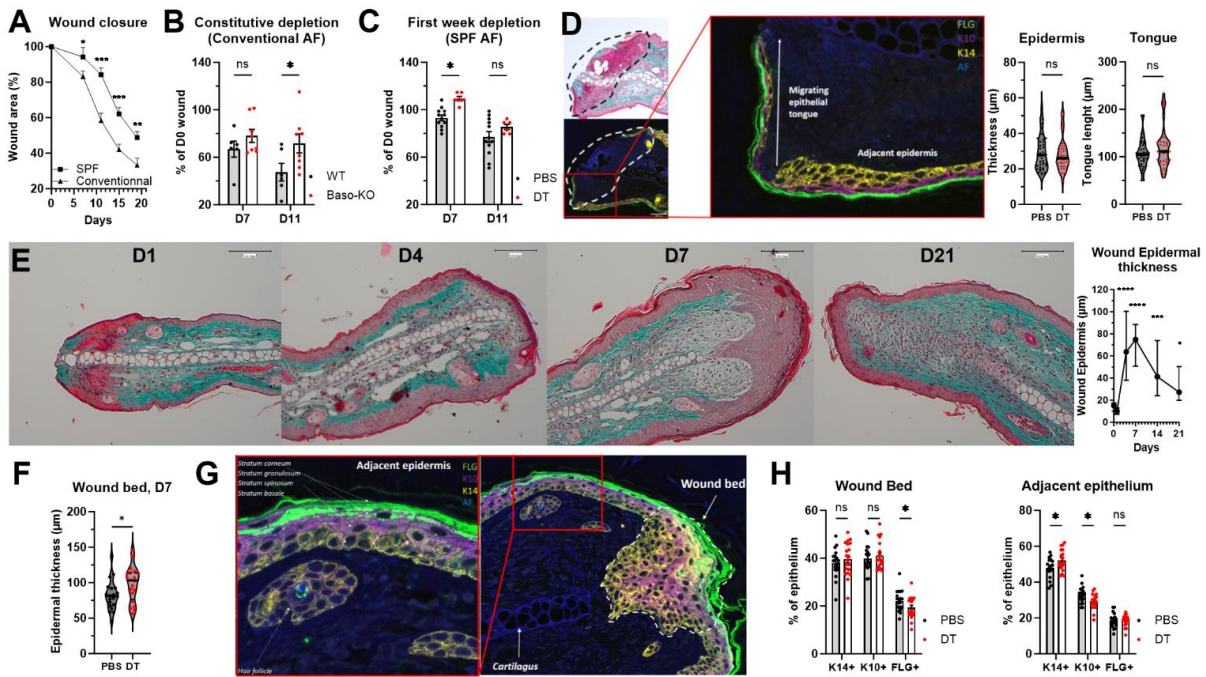 A
Wound closure
Wound area (%)
100
80
60
40
20
*
***
***
**
SPF
Conventionnal
0
5
10
15
20
Days
B
Constitutive depletion
(Conventional AF)
% of D0 wound
140
120
100
80
60
40
20
ns
*
D7
D11
WT
Baso-KO
C
First week depletion
(SPF AF)
% of D0 wound
140
120
100
80
60
40
20
*
ns
D7
D11
PBS
DT
D
FLG
K10
K14
AF
Migrating
epithelial
tongue
Adjacent epidermis
Epidermis
Thickness (µm)
80
60
40
20
0
ns
PBS DT
Tongue
Tongue lenght (µm)
300
200
100
0
ns
PBS DT
E
D1
D4
D7
D21
Wound Epidermal
thickness
Wound Epidermis (µm)
120
100
80
60
40
20
0
****
****
***
*
0
7
14
21
Days
F
Wound bed, D7
Epidermal thickness (µm)
250
200
150
100
50
0
*
PBS DT
G
Stratum corneum
Stratum granulosum
Stratum spinosum
Stratum basale
Adjacent epidermis
FLG
K10
K14
AF
Hair follicle
Wound bed
Cartilagus
H
Wound Bed
% of epithelium
60
40
20
0
ns
ns
*
K14+
K10+
FLG+
PBS
DT
Adjacent epithelium
% of epithelium
80
60
40
20
0
*
*
ns
K14+
K10+
FLG+
PBS
DT